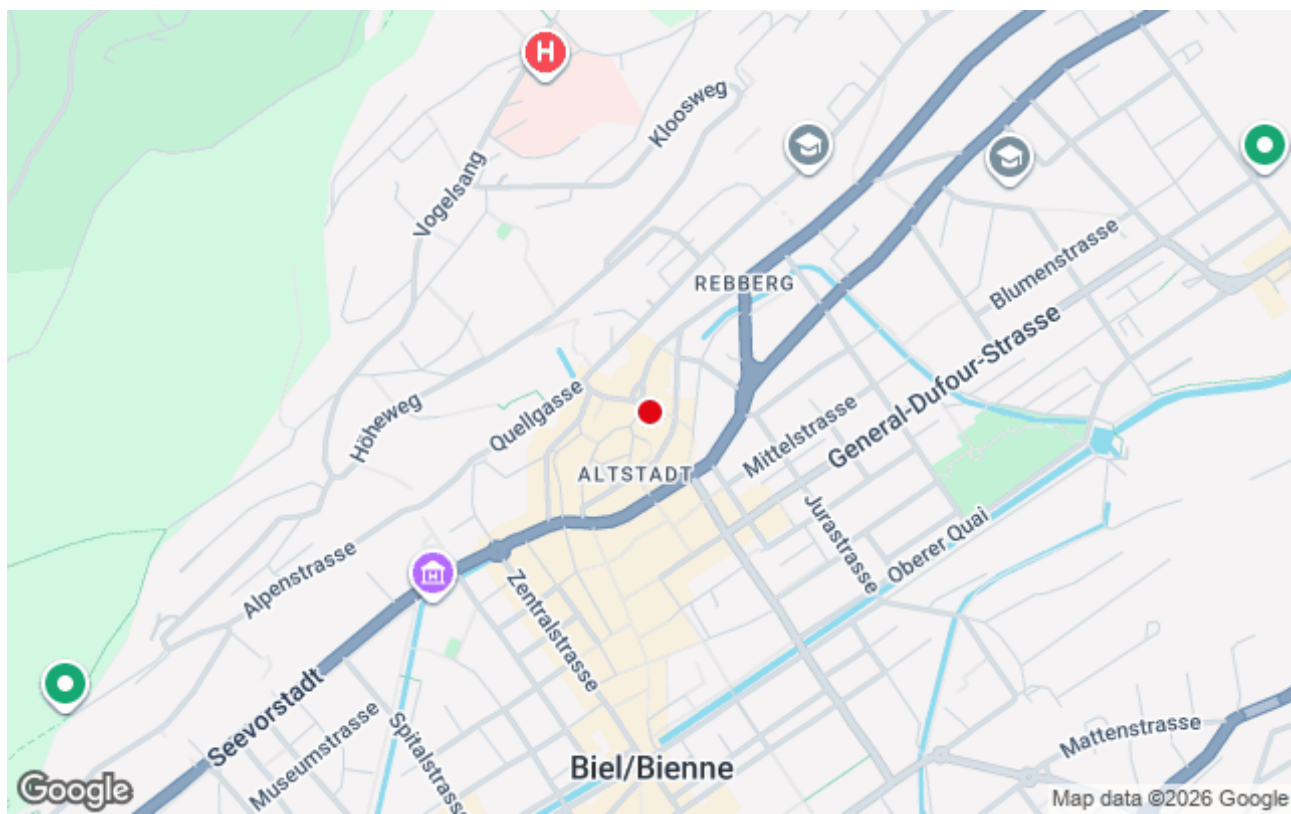 H
Kloosweg
Vogelsang
REBBERG
Blumenstrasse
General-Dufour-Strasse
Höheweg
Quellgasse
Mittelstrasse
ALTSTADT
Jurastrasse
Oberer Quai
Alpenstrasse
Zentralstrasse
Seevorstadt
Museumstrasse
Spitalstrasse
Mattenstrasse
Biel/Bienne
Google
Map data ©2026 Google